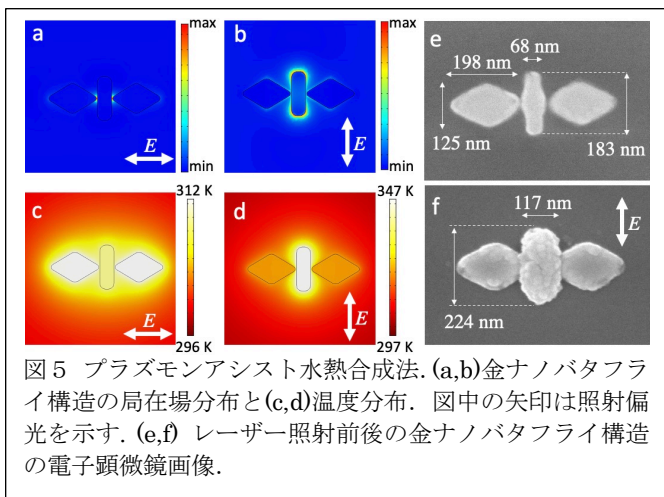 a
max
min
E
b
max
min
E
e
68 nm
198 nm
125 nm
183 nm
c
312 K
296 K
E
d
347 K
297 K
E
f
117 nm
E
224 nm
図5 プラズモンアシスト水熱合成法. (a,b)金ナノバタフラ
イ構造の局在場分布と(c,d)温度分布. 図中の矢印は照射偏
光を示す. (e,f) レーザー照射前後の金ナノバタフライ構造
の電子顕微鏡画像.